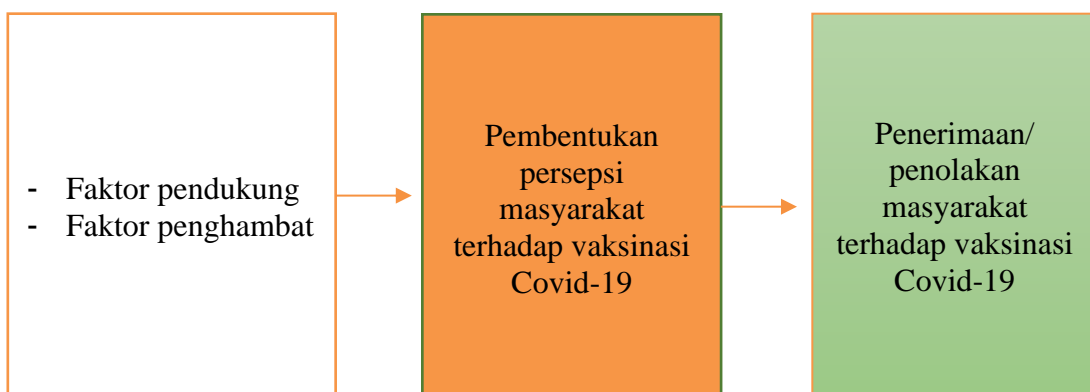 - Faktor pendukung
- Faktor penghambat
Pembentukan
persepsi
masyarakat
terhadap vaksinasi
Covid-19
Penerimaan/
penolakan
masyarakat
terhadap vaksinasi
Covid-19